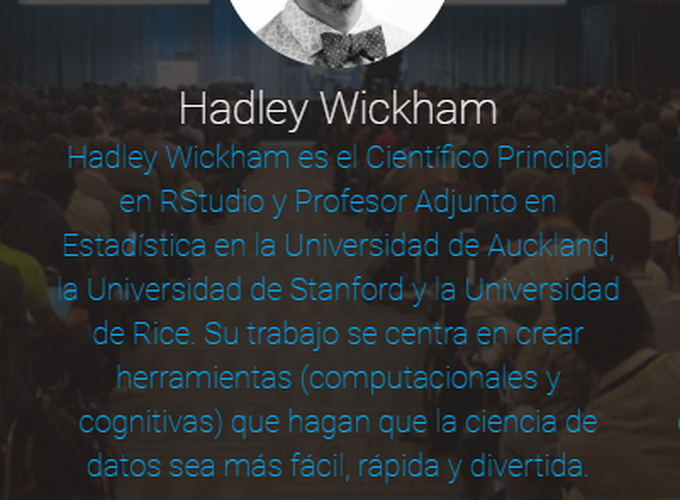 Hadley Wickham
Hadley Wickham es el Científico Principal
en RStudio y Profesor Adjunto en
Estadística en la Universidad de Auckland,
la Universidad de Stanford y la Universidad
de Rice. Su trabajo se centra en crear
herramientas (computacionales y
cognitivas) que hagan que la ciencia de
datos sea más fácil, rápida y divertida.